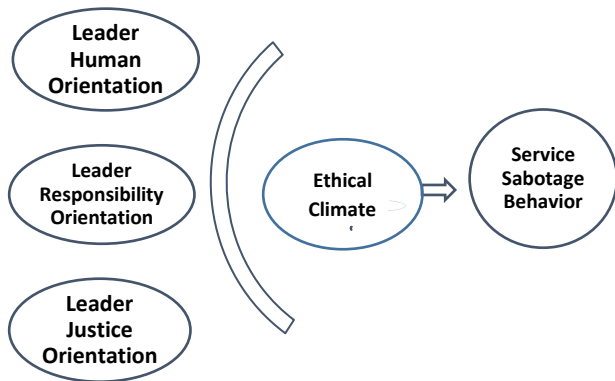 Leader
Human
Orientation
Leader
Responsibility
Orientation
Leader
Justice
Orientation
Ethical
Climate
Service
Sabotage
Behavior